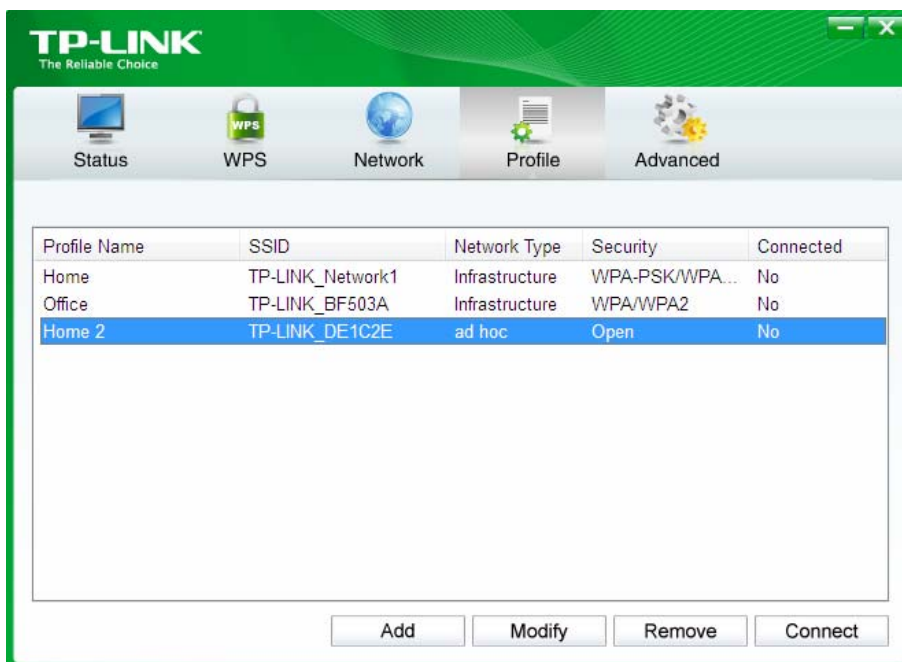 TP-LINK
The Reliable Choice
WPS
Status WPS Network Profile Advanced
Profile Name SSID Network Type Security Connected
Home TP-LINK_Network1 Infrastructure WPA-PSK/WPA... No
Office TP-LINK_BF503A Infrastructure WPA/WPA2 No
Home 2 TP-LINK_DE1C2E ad hoc Open No
Add Modify Remove Connect